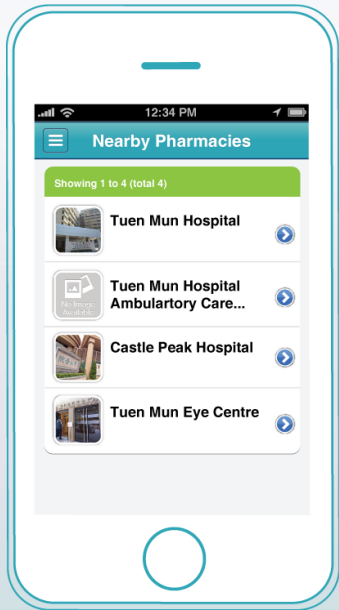 12:34 PM
Nearby Pharmacies
Showing 1 to 4 (total 4)
Tuen Mun Hospital
No Image
Available
Tuen Mun Hospital
Ambulartory Care...
Castle Peak Hospital
Tuen Mun Eye Centre